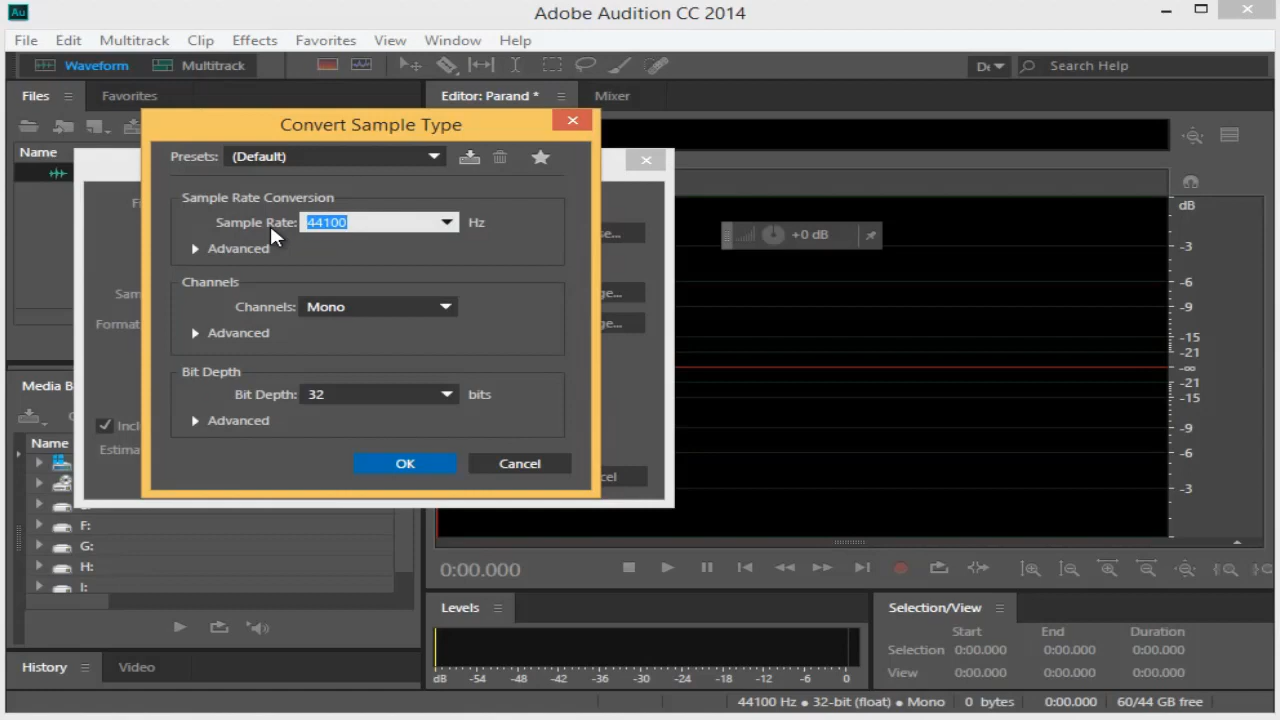 Au
Adobe Audition CC 2014
File Edit Multitrack Clip Effects Favorites View Window Help
Waveform Multitrack
Search Help
Files Favorites
Editor: Parand * Mixer
Convert Sample Type
Presets: (Default)
Name
Sample Rate Conversion
Sample Rate: 44100 Hz
Advanced
Channels
Channels: Mono
Advanced
Bit Depth
Bit Depth: 32 bits
Advanced
OK Cancel
Sam
Format
Incl
Estima
Media B
Name
F:
G:
H:
I:
+0 dB
dB
-3
-6
-9
-15
-21
-∞
-21
-15
-9
-6
-3
0:00.000
Levels
dB -54 -48 -42 -36 -30 -24 -18 -12 -6 0
Selection/View
Start End Duration
Selection 0:00.000 0:00.000 0:00.000
View 0:00.000 0:00.000 0:00.000
History Video
44100 Hz ● 32-bit (float) ● Mono 0 bytes 0:00.000 60/44 GB free